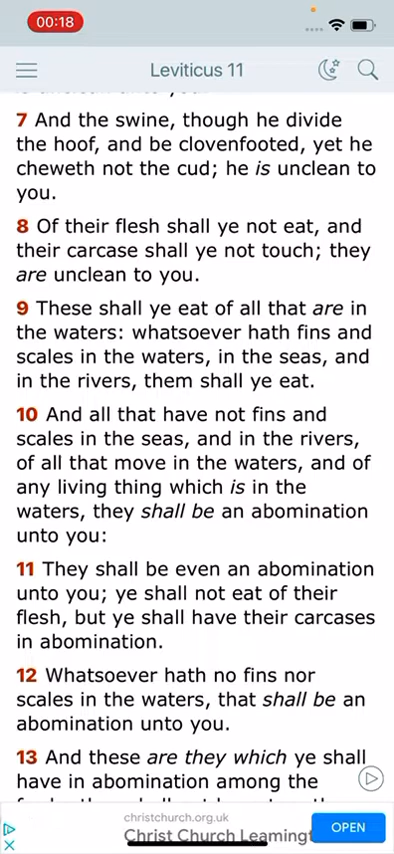 00:18
Leviticus 11
7 And the swine, though he divide
the hoof, and be clovenfooted, yet he
cheweth not the cud; he is unclean to
you.
8 Of their flesh shall ye not eat, and
their carcase shall ye not touch; they
are unclean to you.
9 These shall ye eat of all that are in
the waters: whatsoever hath fins and
scales in the waters, in the seas, and
in the rivers, them shall ye eat.
10 And all that have not fins and
scales in the seas, and in the rivers,
of all that move in the waters, and of
any living thing which is in the
waters, they shall be an abomination
unto you:
11 They shall be even an abomination
unto you; ye shall not eat of their
flesh, but ye shall have their carcases
in abomination.
12 Whatsoever hath no fins nor
scales in the waters, that shall be an
abomination unto you.
13 And these are they which ye shall
have in abomination among the
christchurch.org.uk
Christ Church Leamingt
OPEN